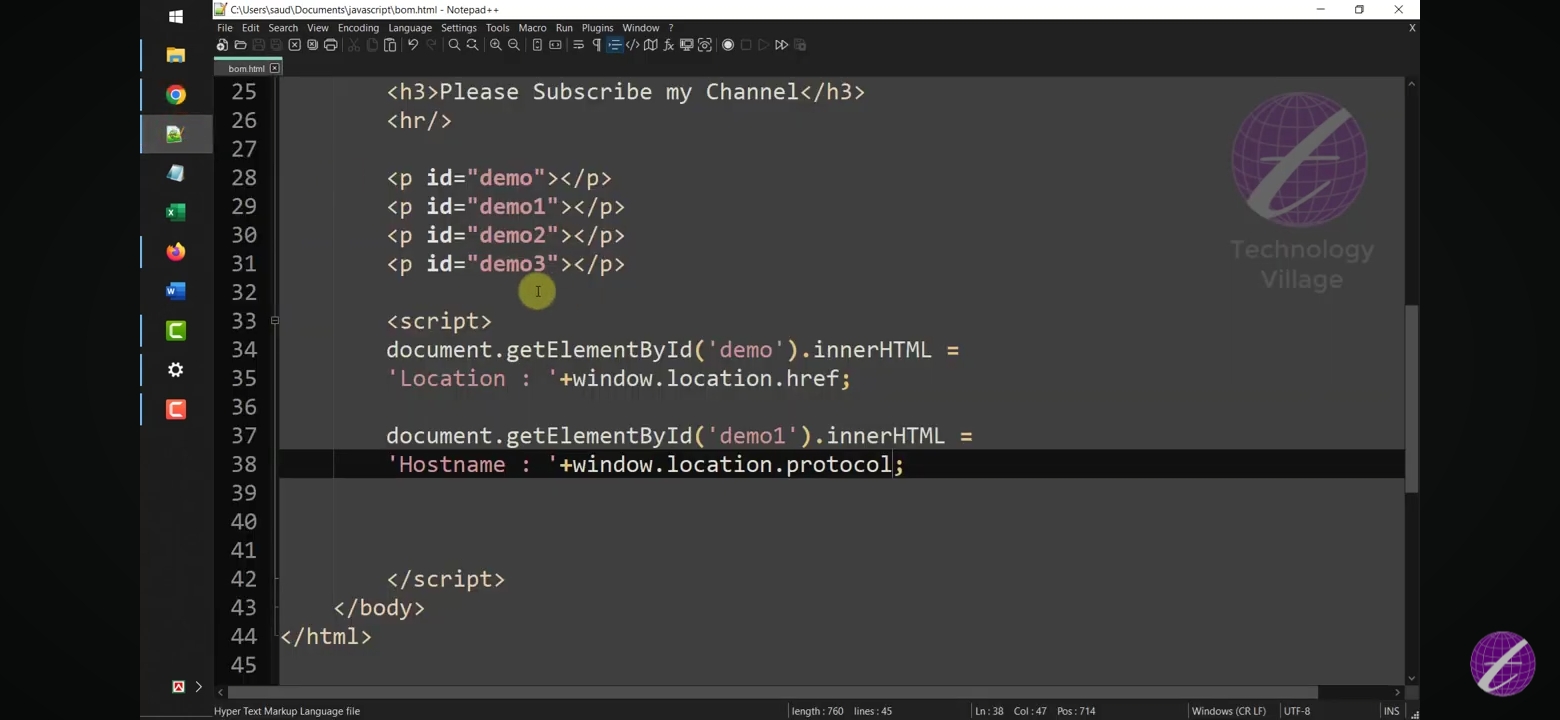 C:\Users\saud\Documents\javascript\bom.html - Notepad++
File Edit Search View Encoding Language Settings Tools Macro Run Plugins Window ? X
bom.html
25 <h3>Please Subscribe my Channel</h3>
26 <hr/>
27
28 <p id="demo"></p>
29 <p id="demo1"></p>
30 <p id="demo2"></p>
31 <p id="demo3"></p>
32
33 <script>
34 document.getElementById('demo').innerHTML =
35 'Location : '+window.location.href;
36
37 document.getElementById('demo1').innerHTML =
38 'Hostname : '+window.location.protocol;
39
40
41
42 </script>
43 </body>
44 </html>
45
Technology
Village
Hyper Text Markup Language file length : 760 lines : 45 Ln : 38 Col : 47 Pos : 714 Windows (CR LF) UTF-8 INS